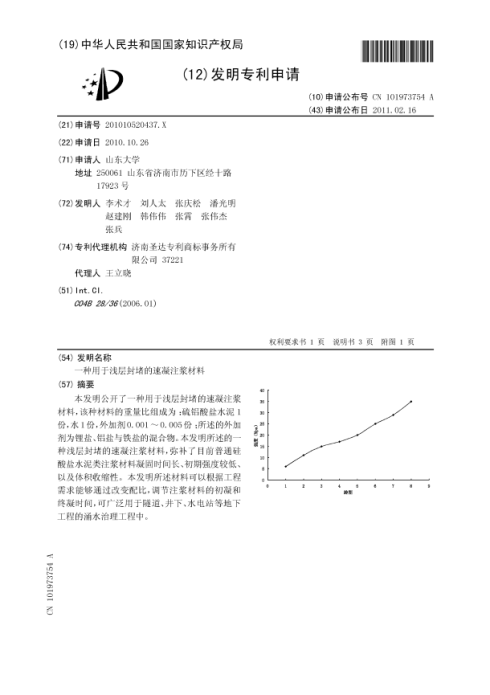 (19)中华人民共和国国家知识产权局
(12)发明专利申请
(10)申请公布号 CN 101973754 A
(43)申请公布日 2011.02.16
(21)申请号 201010520437.X
(22)申请日 2010.10.26
(71)申请人 山东大学
地址 250061 山东省济南市历下区经十路
17923号
(72)发明人 李术才 刘人太 张庆松 潘光明
赵建刚 韩伟伟 张霄 张伟杰
张兵
(74)专利代理机构 济南圣达专利商标事务所有
限公司 37221
代理人 王立晓
(51)Int.Cl.
C04B 28/36(2006.01)
权利要求书 1 页 说明书 3 页 附图 1 页
(54)发明名称
一种用于浅层封堵的速凝注浆材料
(57)摘要
本发明公开了一种用于浅层封堵的速凝注浆
材料,该种材料的重量比组成为:硫铝酸盐水泥1
份,水1份,外加剂0.001～0.005份;所述的外加
剂为锂盐、铝盐与铁盐的混合物。本发明所述的一
种浅层封堵的速凝注浆材料,弥补了目前普通硅
酸盐水泥类注浆材料凝固时间长、初期强度较低、
以及体积收缩性。本发明所述材料可以根据工程
需求能够通过改变配比,调节注浆材料的初凝和
终凝时间,可广泛用于隧道、井下、水电站等地下
工程的涌水治理工程中。
40
35
30
25
20
15
10
5
0
0 1 2 3 4 5 6 7 8 9
龄期
CN 101973754 A